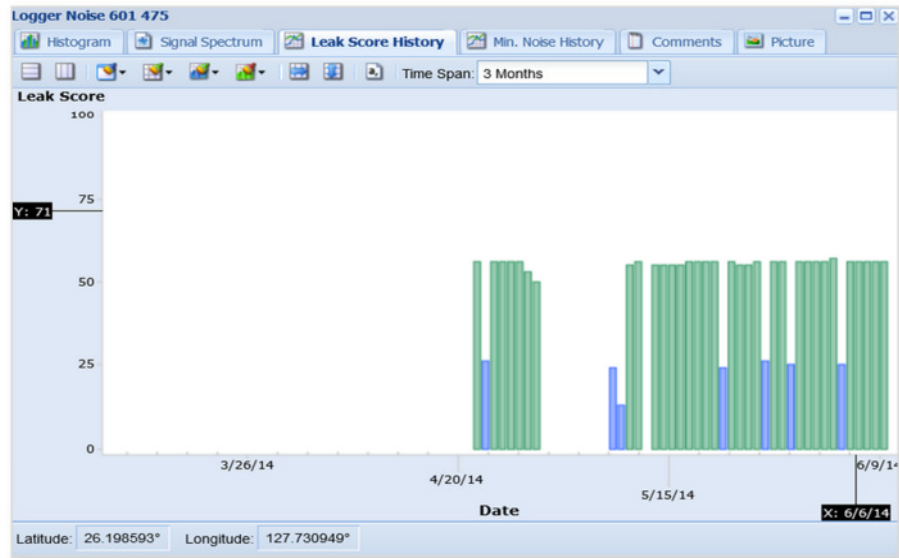 Logger Noise 601 475
Histogram Signal Spectrum Leak Score History Min. Noise History Comments Picture
Time Span: 3 Months
Leak Score
100
75
Y: 71
50
25
0
3/26/14
4/20/14
5/15/14
6/9/14
Date
X: 6/6/14
Latitude: 26.198593° Longitude: 127.730949°